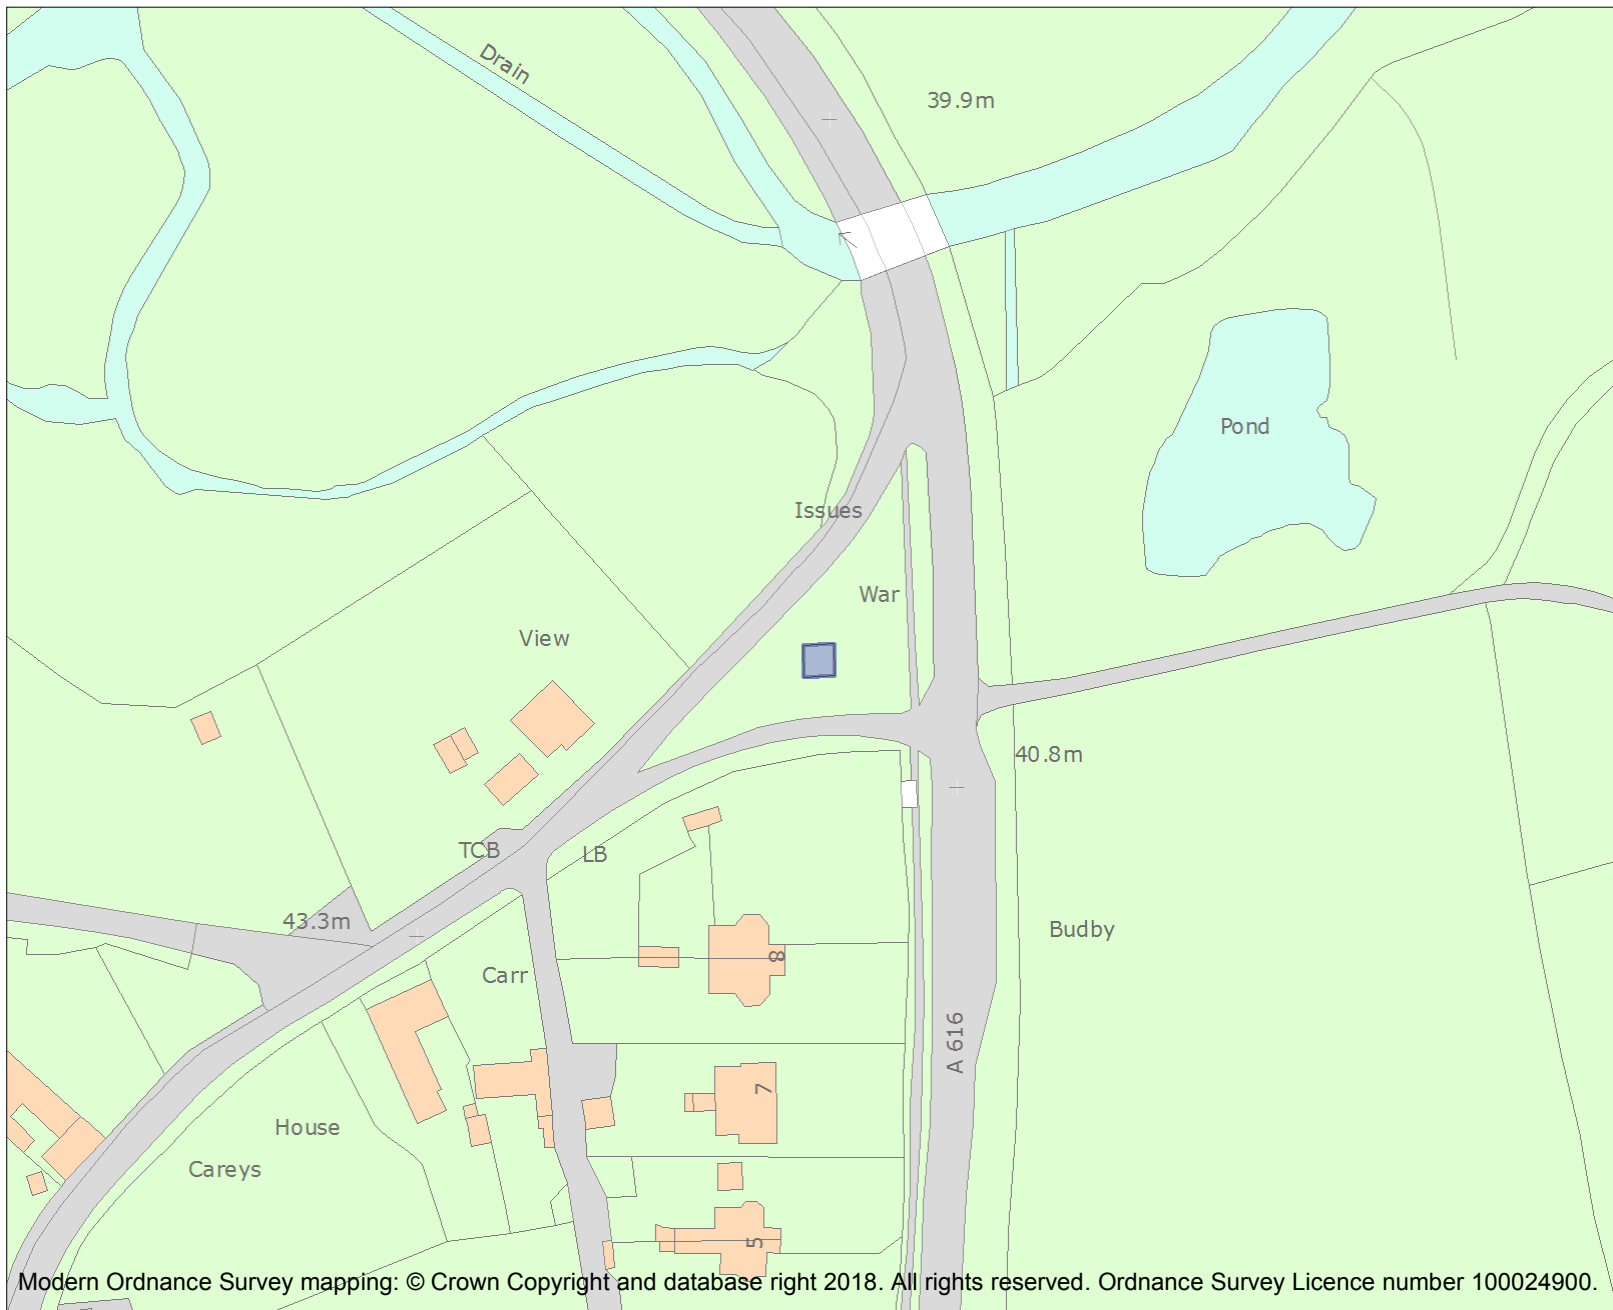 Drain
39.9m
Pond
Issues
War
View
40.8m
TCB
LB
43.3m
Budby
Carr
8
A 616
7
House
Careys
5
Modern Ordnance Survey mapping: © Crown Copyright and database right 2018. All rights reserved. Ordnance Survey Licence number 100024900.